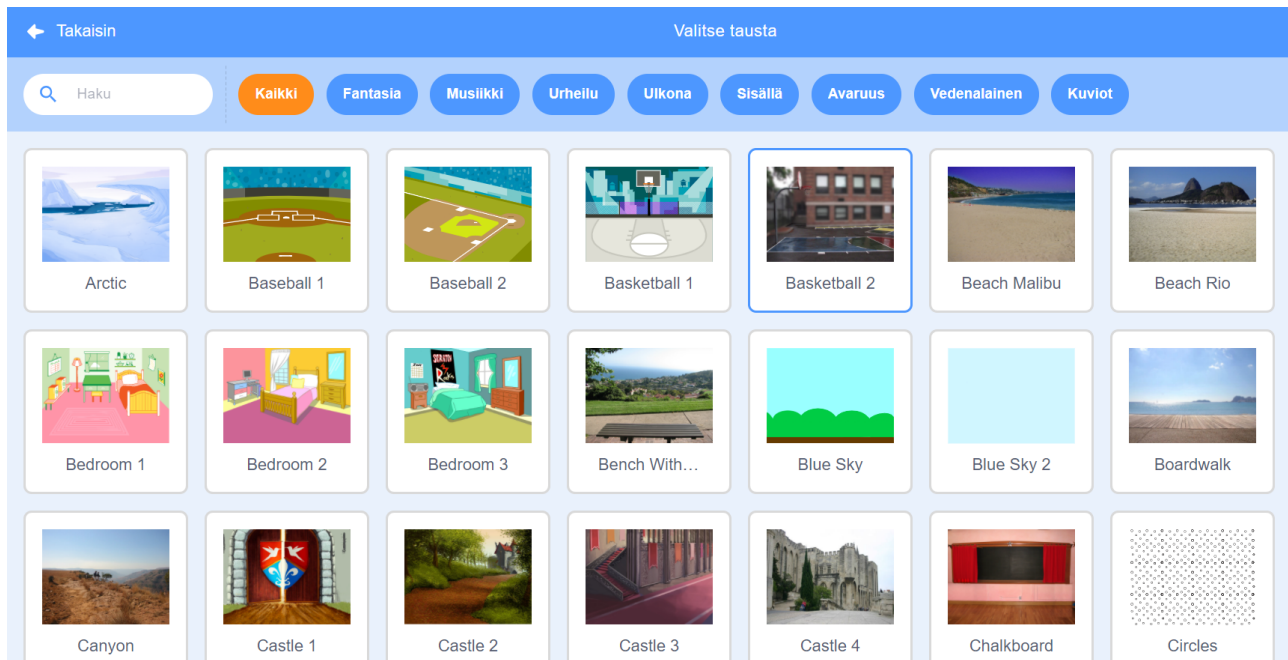 Takaisin
Valitse tausta
Haku
Kaikki
Fantasia
Musiikki
Urheilu
Ulkona
Sisällä
Avaruus
Vedenalainen
Kuviot
Arctic
Baseball 1
Baseball 2
Basketball 1
Basketball 2
Beach Malibu
Beach Rio
Bedroom 1
Bedroom 2
Bedroom 3
Bench With…
Blue Sky
Blue Sky 2
Boardwalk
Canyon
Castle 1
Castle 2
Castle 3
Castle 4
Chalkboard
Circles